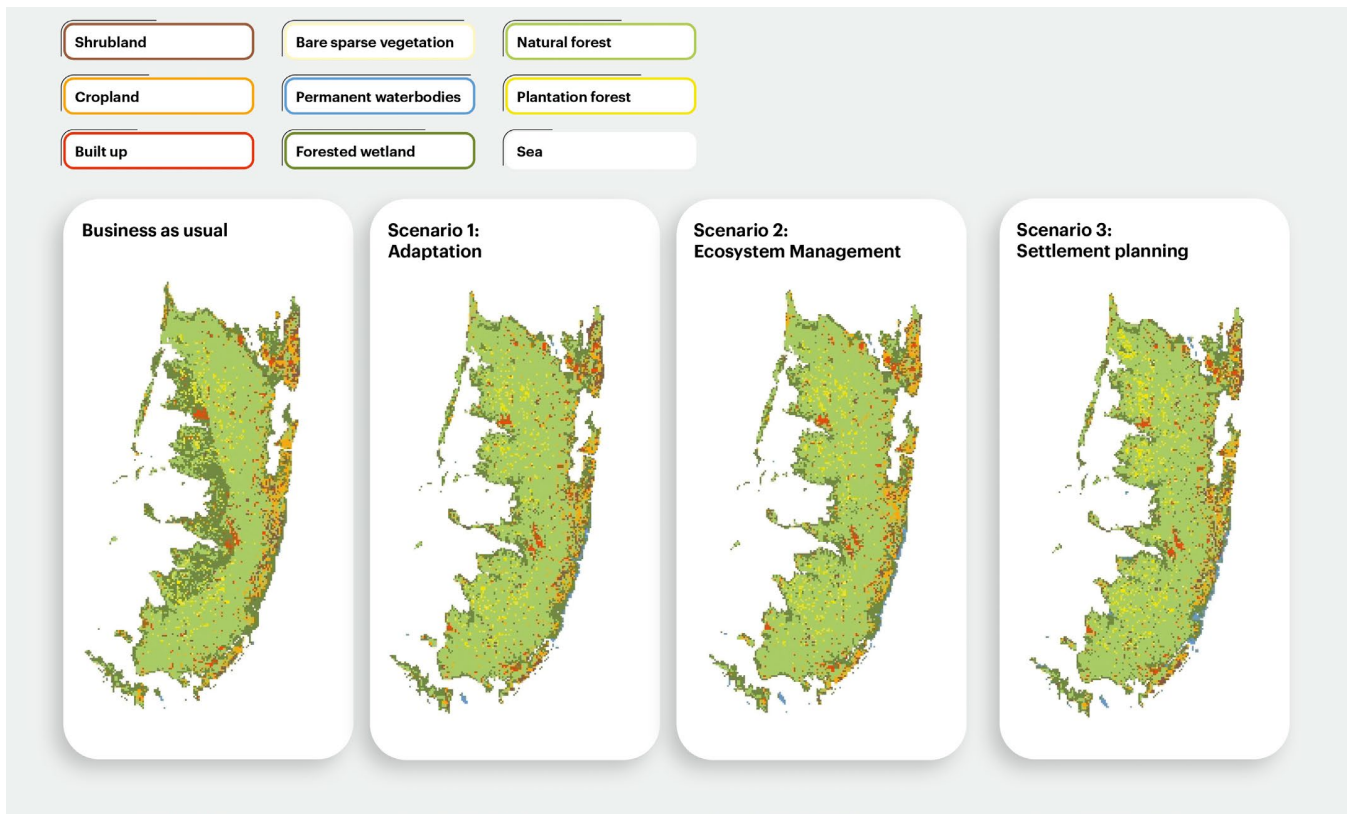 Shrubland
Bare sparse vegetation
Natural forest
Cropland
Permanent waterbodies
Plantation forest
Built up
Forested wetland
Sea
Business as usual
Scenario 1:
Adaptation
Scenario 2:
Ecosystem Management
Scenario 3:
Settlement planning